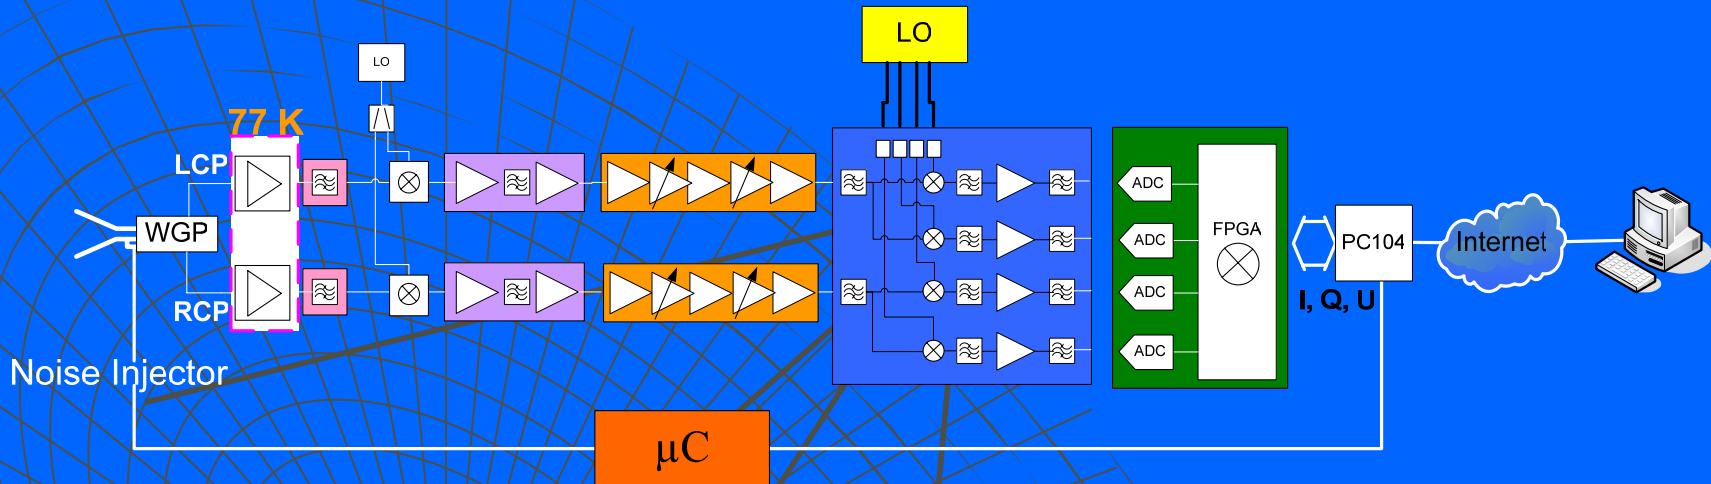 LO
LO
77 K
LCP
WGP
RCP
Noise Injector
ADC
ADC
ADC
ADC
FPGA
I, Q, U
PC104
Internet
µC